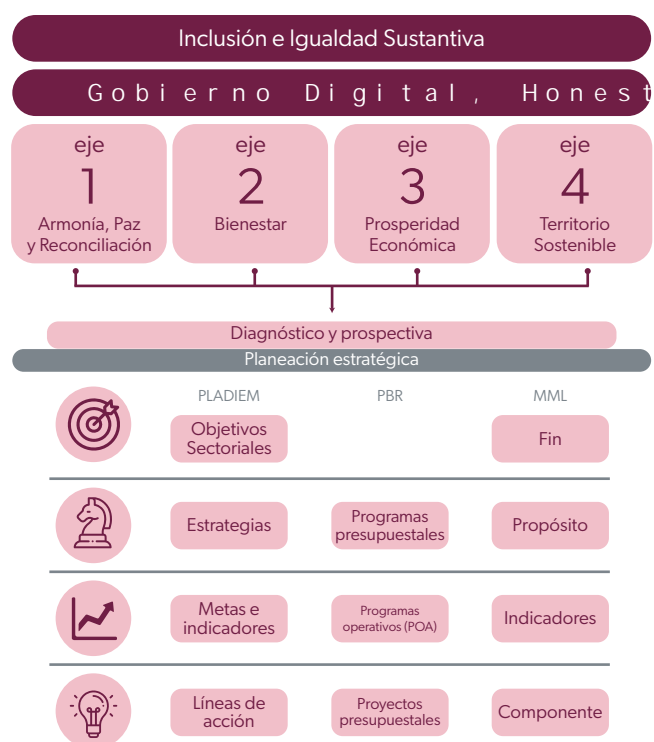 Inclusión e Igualdad Sustantiva
Gobierno Digital, Honest
eje
1
Armonía, Paz
y Reconciliación
eje
2
Bienestar
eje
3
Prosperidad
Económica
eje
4
Territorio
Sostenible
Diagnóstico y prospectiva
Planeación estratégica
PLADIEM
PBR
MML
Objetivos
Sectoriales
Fin
Estrategias
Programas
presupuestales
Propósito
Metas e
indicadores
Programas
operativos (POA)
Indicadores
Líneas de
acción
Proyectos
presupuestales
Componente